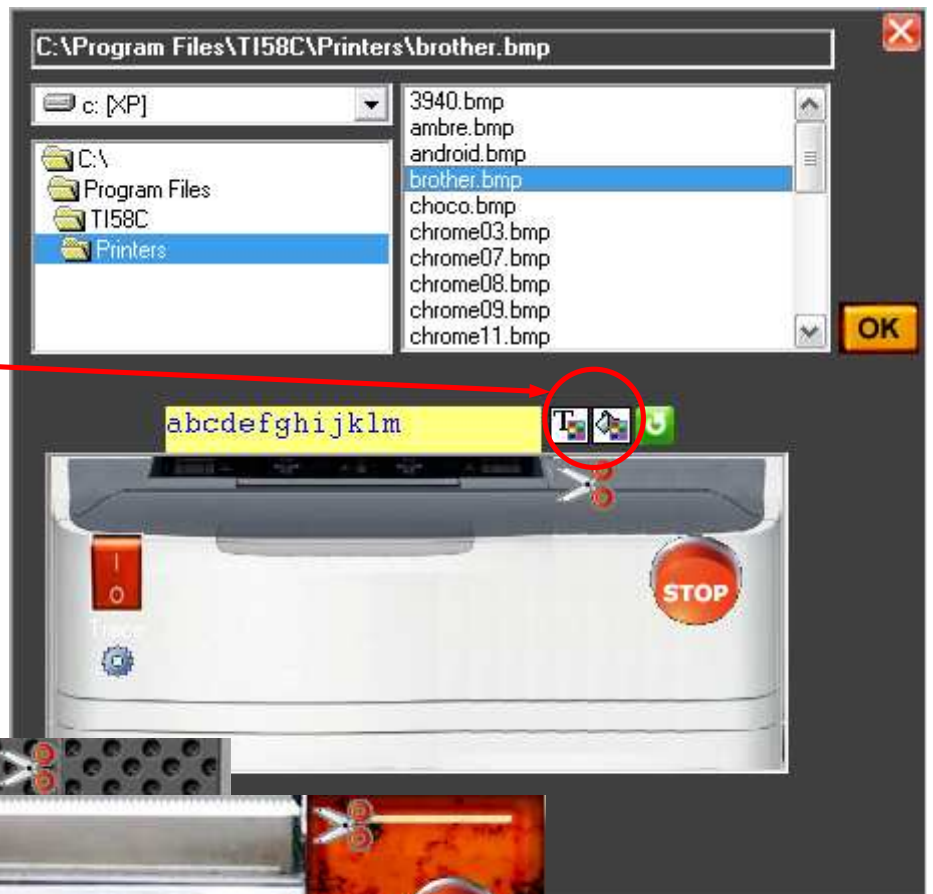 C:\Program Files\TI58C\Printers\brother.bmp
c: [XP]
C:\
Program Files
TI58C
Printers
3940.bmp
ambre.bmp
android.bmp
brother.bmp
choco.bmp
chrome03.bmp
chrome07.bmp
chrome08.bmp
chrome09.bmp
chrome11.bmp
OK
abcdefghijklm
T
I
O
STOP
Trace